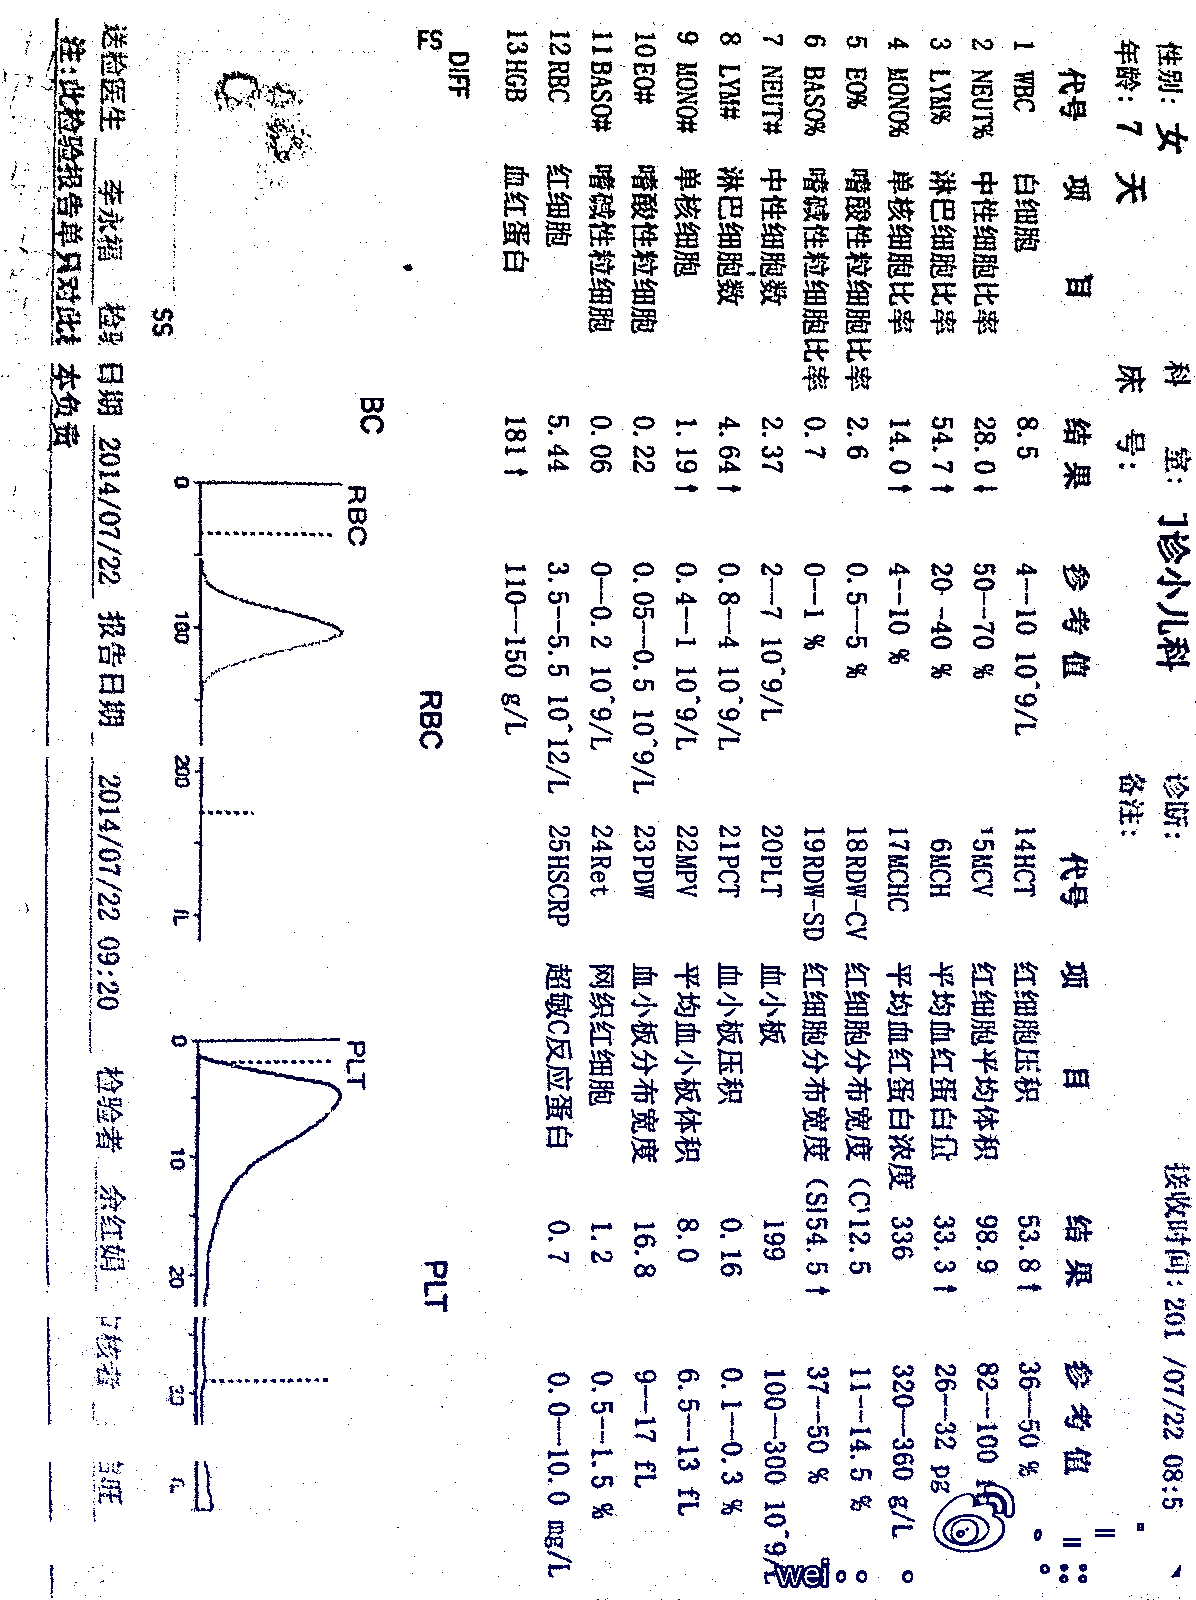 性别: 女 科 室: 门诊小儿科 诊断: 接收时间: 201 /07/22 08:5
年龄: 7 天 床 号: 备注:
代号 项 目 结果 参考值 代号 项 目 结果 参考值
1 WBC 白细胞 8.5 4--10 10^9/L 14HCT 红细胞压积 53.8↑ 36--50 %
2 NEUT% 中性细胞比率 28.0↓ 50--70 % 15MCV 红细胞平均体积 98.9 82--100
3 LYM% 淋巴细胞比率 54.7↑ 20--40 % 6MCH 平均血红蛋白量 33.3↑ 26--32 pg
4 MONO% 单核细胞比率 14.0↑ 4--10 % 17MCHC 平均血红蛋白浓度 336 320--360 g/L
5 EO% 嗜酸性粒细胞比率 2.6 0.5--5 % 18RDW-CV 红细胞分布宽度 (C 12.5 11--14.5 %
6 BASO% 嗜碱性粒细胞比率 0.7 0--1 % 19RDW-SD 红细胞分布宽度 (S 54.5↑ 37--50 %
7 NEUT# 中性细胞数 2.37 2--7 10^9/L 20PLT 血小板 199 100--300 10^9/L
8 LYM# 淋巴细胞数 4.64↑ 0.8--4 10^9/L 21PCT 血小板压积 0.16 0.1--0.3 %
9 MONO# 单核细胞 1.19↑ 0.4--1 10^9/L 22MPV 平均血小板体积 8.0 6.5--13 fL
10EO# 嗜酸性粒细胞 0.22 0.05--0.5 10^9/L 23PDW 血小板分布宽度 16.8 9--17 fL
11BASO# 嗜碱性粒细胞 0.06 0--0.2 10^9/L 24Ret 网织红细胞 1.2 0.5--1.5 %
12RBC 红细胞 5.44 3.5--5.5 10^12/L 25HSCRP 超敏C反应蛋白 0.7 0.0--10.0 mg/L
13HGB 血红蛋白 181↑ 110--150 g/L
DIFF BC RBC PLT
FS
RBC PLT
0 100 200 fL 0 10 20 30 fL
SS
送检医生 李永福 检验日期 2014/07/22 报告日期 2014/07/22 09:20 检验者 余红娟 核者
注:此检验报告单只对此 本负责
wei